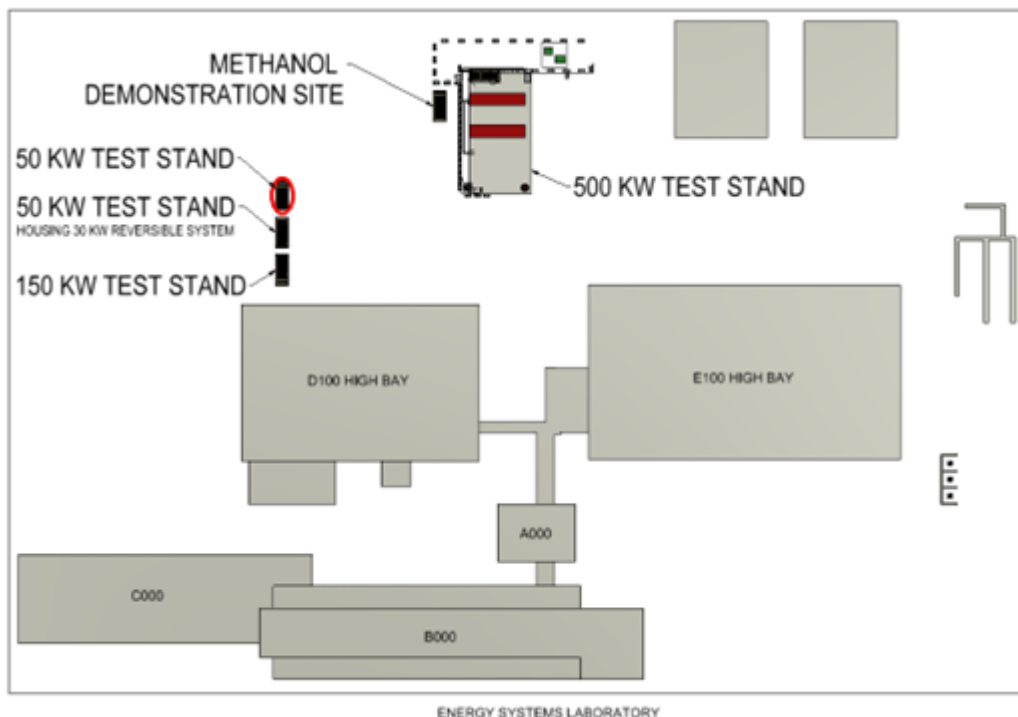 METHANOL
DEMONSTRATION SITE
50 KW TEST STAND
50 KW TEST STAND
HOUSING 30 KW REVERSIBLE SYSTEM
150 KW TEST STAND
500 KW TEST STAND
D100 HIGH BAY
E100 HIGH BAY
A000
C000
B000
ENERGY SYSTEMS LABORATORY